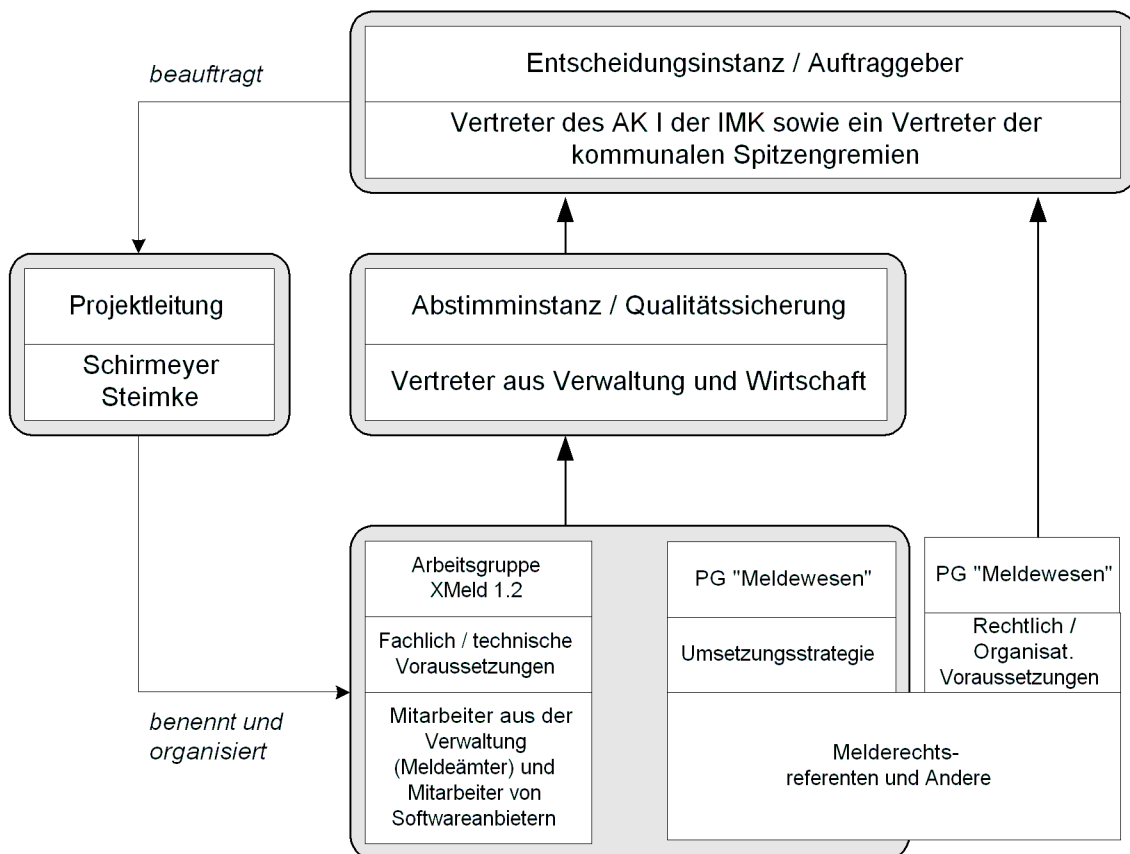 beauftragt
Entscheidungsinstanz / Auftraggeber
Vertreter des AK I der IMK sowie ein Vertreter der
kommunalen Spitzengremien
Projektleitung
Schirmeyer
Steimke
Abstimminstanz / Qualitätssicherung
Vertreter aus Verwaltung und Wirtschaft
benennt und
organisiert
Arbeitsgruppe
XMeld 1.2
Fachlich / technische
Voraussetzungen
Mitarbeiter aus der
Verwaltung
(Meldeämter) und
Mitarbeiter von
Softwareanbietern
PG "Meldewesen"
Umsetzungsstrategie
PG "Meldewesen"
Rechtlich /
Organisat.
Voraussetzungen
Melderechts-
referenten und Andere